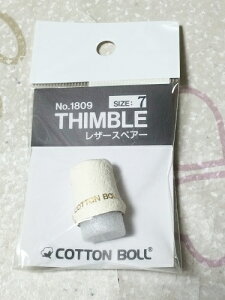 No.1809 SIZE: 7
THIMBLE
レザースペアー
COTTON BOLL
COTTON BOLL®